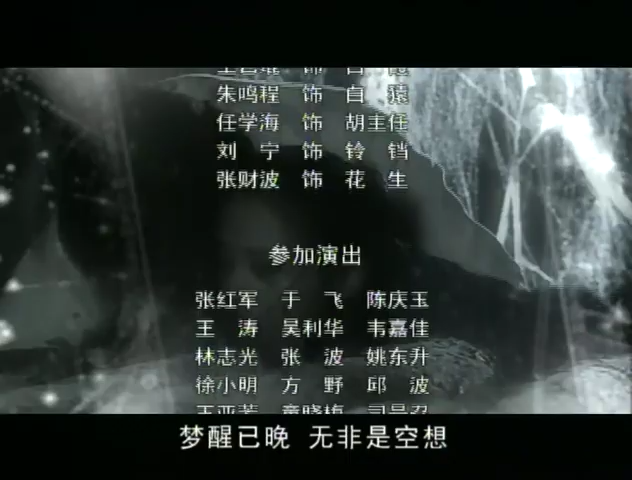 朱鸣程 饰 自 猿
任学海 饰 胡主任
刘 宁 饰 铃 铛
张财波 饰 花 生
参加演出
张红军 于 飞 陈庆玉
王 涛 吴利华 韦嘉佳
林志光 张 波 姚东升
徐小明 方 野 邱 波
梦醒已晚 无非是空想